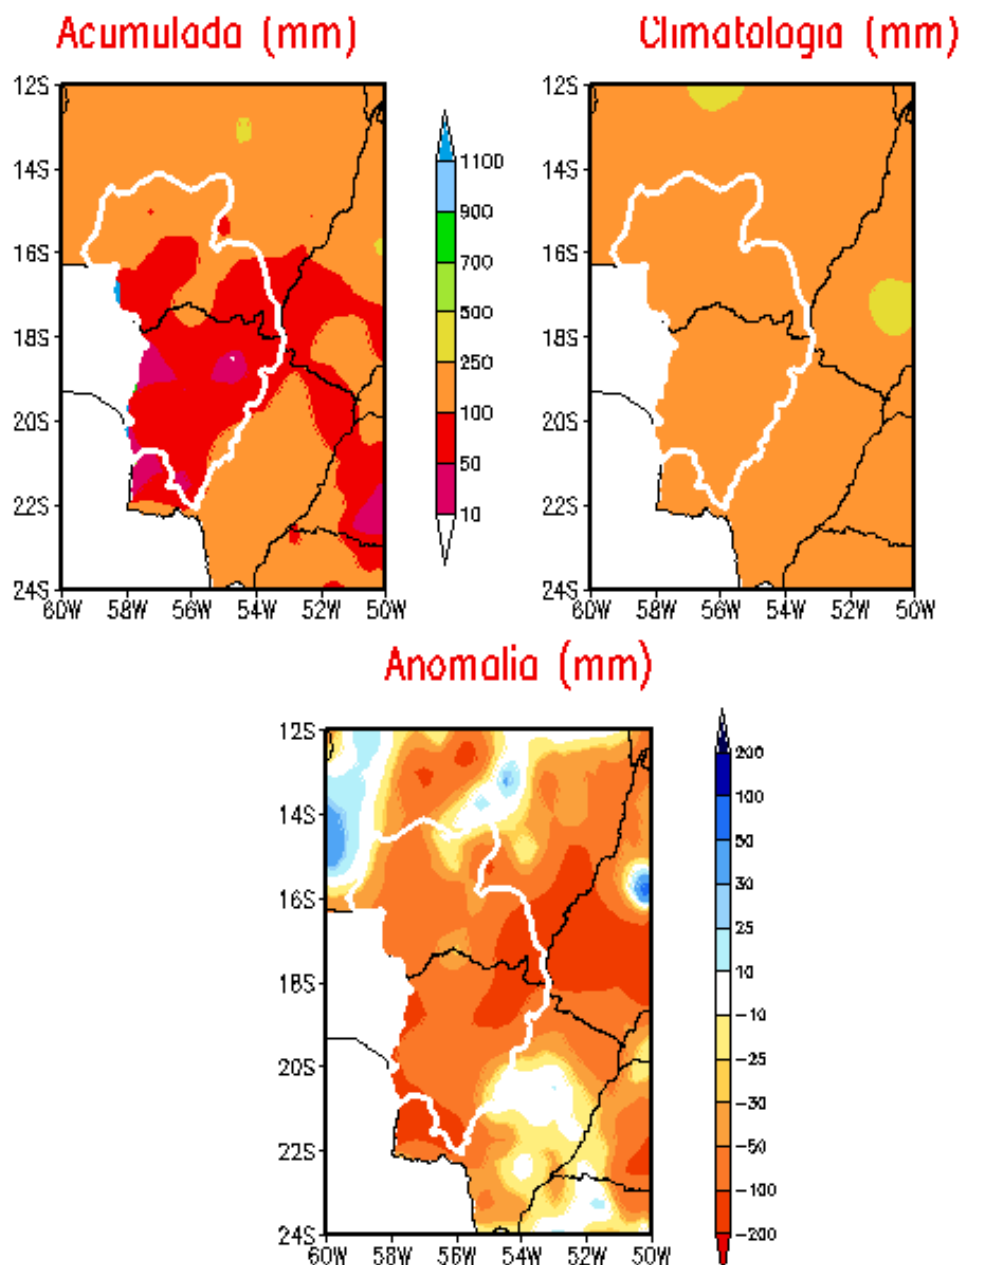 Acumulada (mm)
Climatologia (mm)
12S
14S
16S
18S
20S
22S
24S
60W 58W 56W 54W 52W 50W
1100
900
700
500
250
100
50
10
12S
14S
16S
18S
20S
22S
24S
60W 58W 56W 54W 52W 50W
Anomalia (mm)
12S
14S
16S
18S
20S
22S
24S
60W 58W 56W 54W 52W 50W
200
100
50
30
25
10
-10
-25
-30
-50
-100
-200